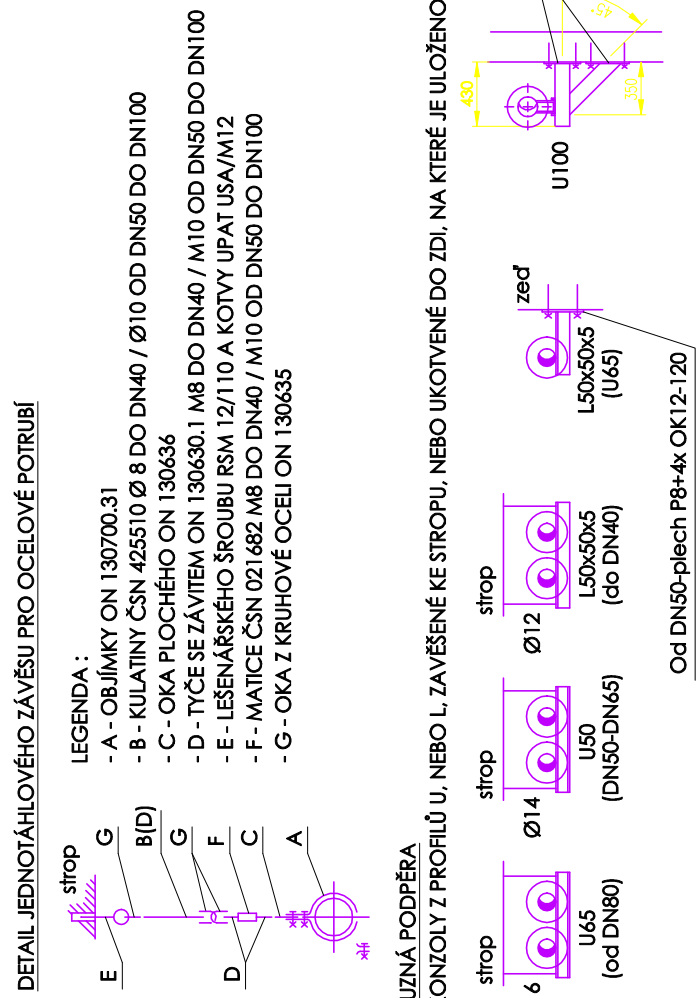 DETAIL JEDNOTÁHLOVÉHO ZÁVĚSU PRO OCELOVÉ POTRUBÍ
strop
G
B(D)
G
F
C
A
E
D
LEGENDA :
- A - OBJÍMKY ON 130700.31
- B - KULATINY ČSN 425510 Ø 8 DO DN40 / Ø10 OD DN50 DO DN100
- C - OKA PLOCHÉHO ON 130636
- D - TYČE SE ZÁVITEM ON 130630.1 M8 DO DN40 / M10 OD DN50 DO DN100
- E - LEŠENÁŘSKÉHO ŠROUBU RSM 12/110 A KOTVY UPAT USA/M12
- F - MATICE ČSN 021682 M8 DO DN40 / M10 OD DN50 DO DN100
- G - OKA Z KRUHOVÉ OCELI ON 130635
UZNÁ PODPĚRA
ONZOLY Z PROFILŮ U, NEBO L, ZAVĚŠENÉ KE STROPU, NEBO UKOTVENÉ DO ZDI, NA KTERÉ JE ULOŽENO
strop
6
U65
(od DN80)
strop
Ø14
U50
(DN50-DN65)
strop
Ø12
L50x50x5
(do DN40)
zeď
L50x50x5
(U65)
Od DN50-plech P8+4x OK12-120
430
45°
350
U100